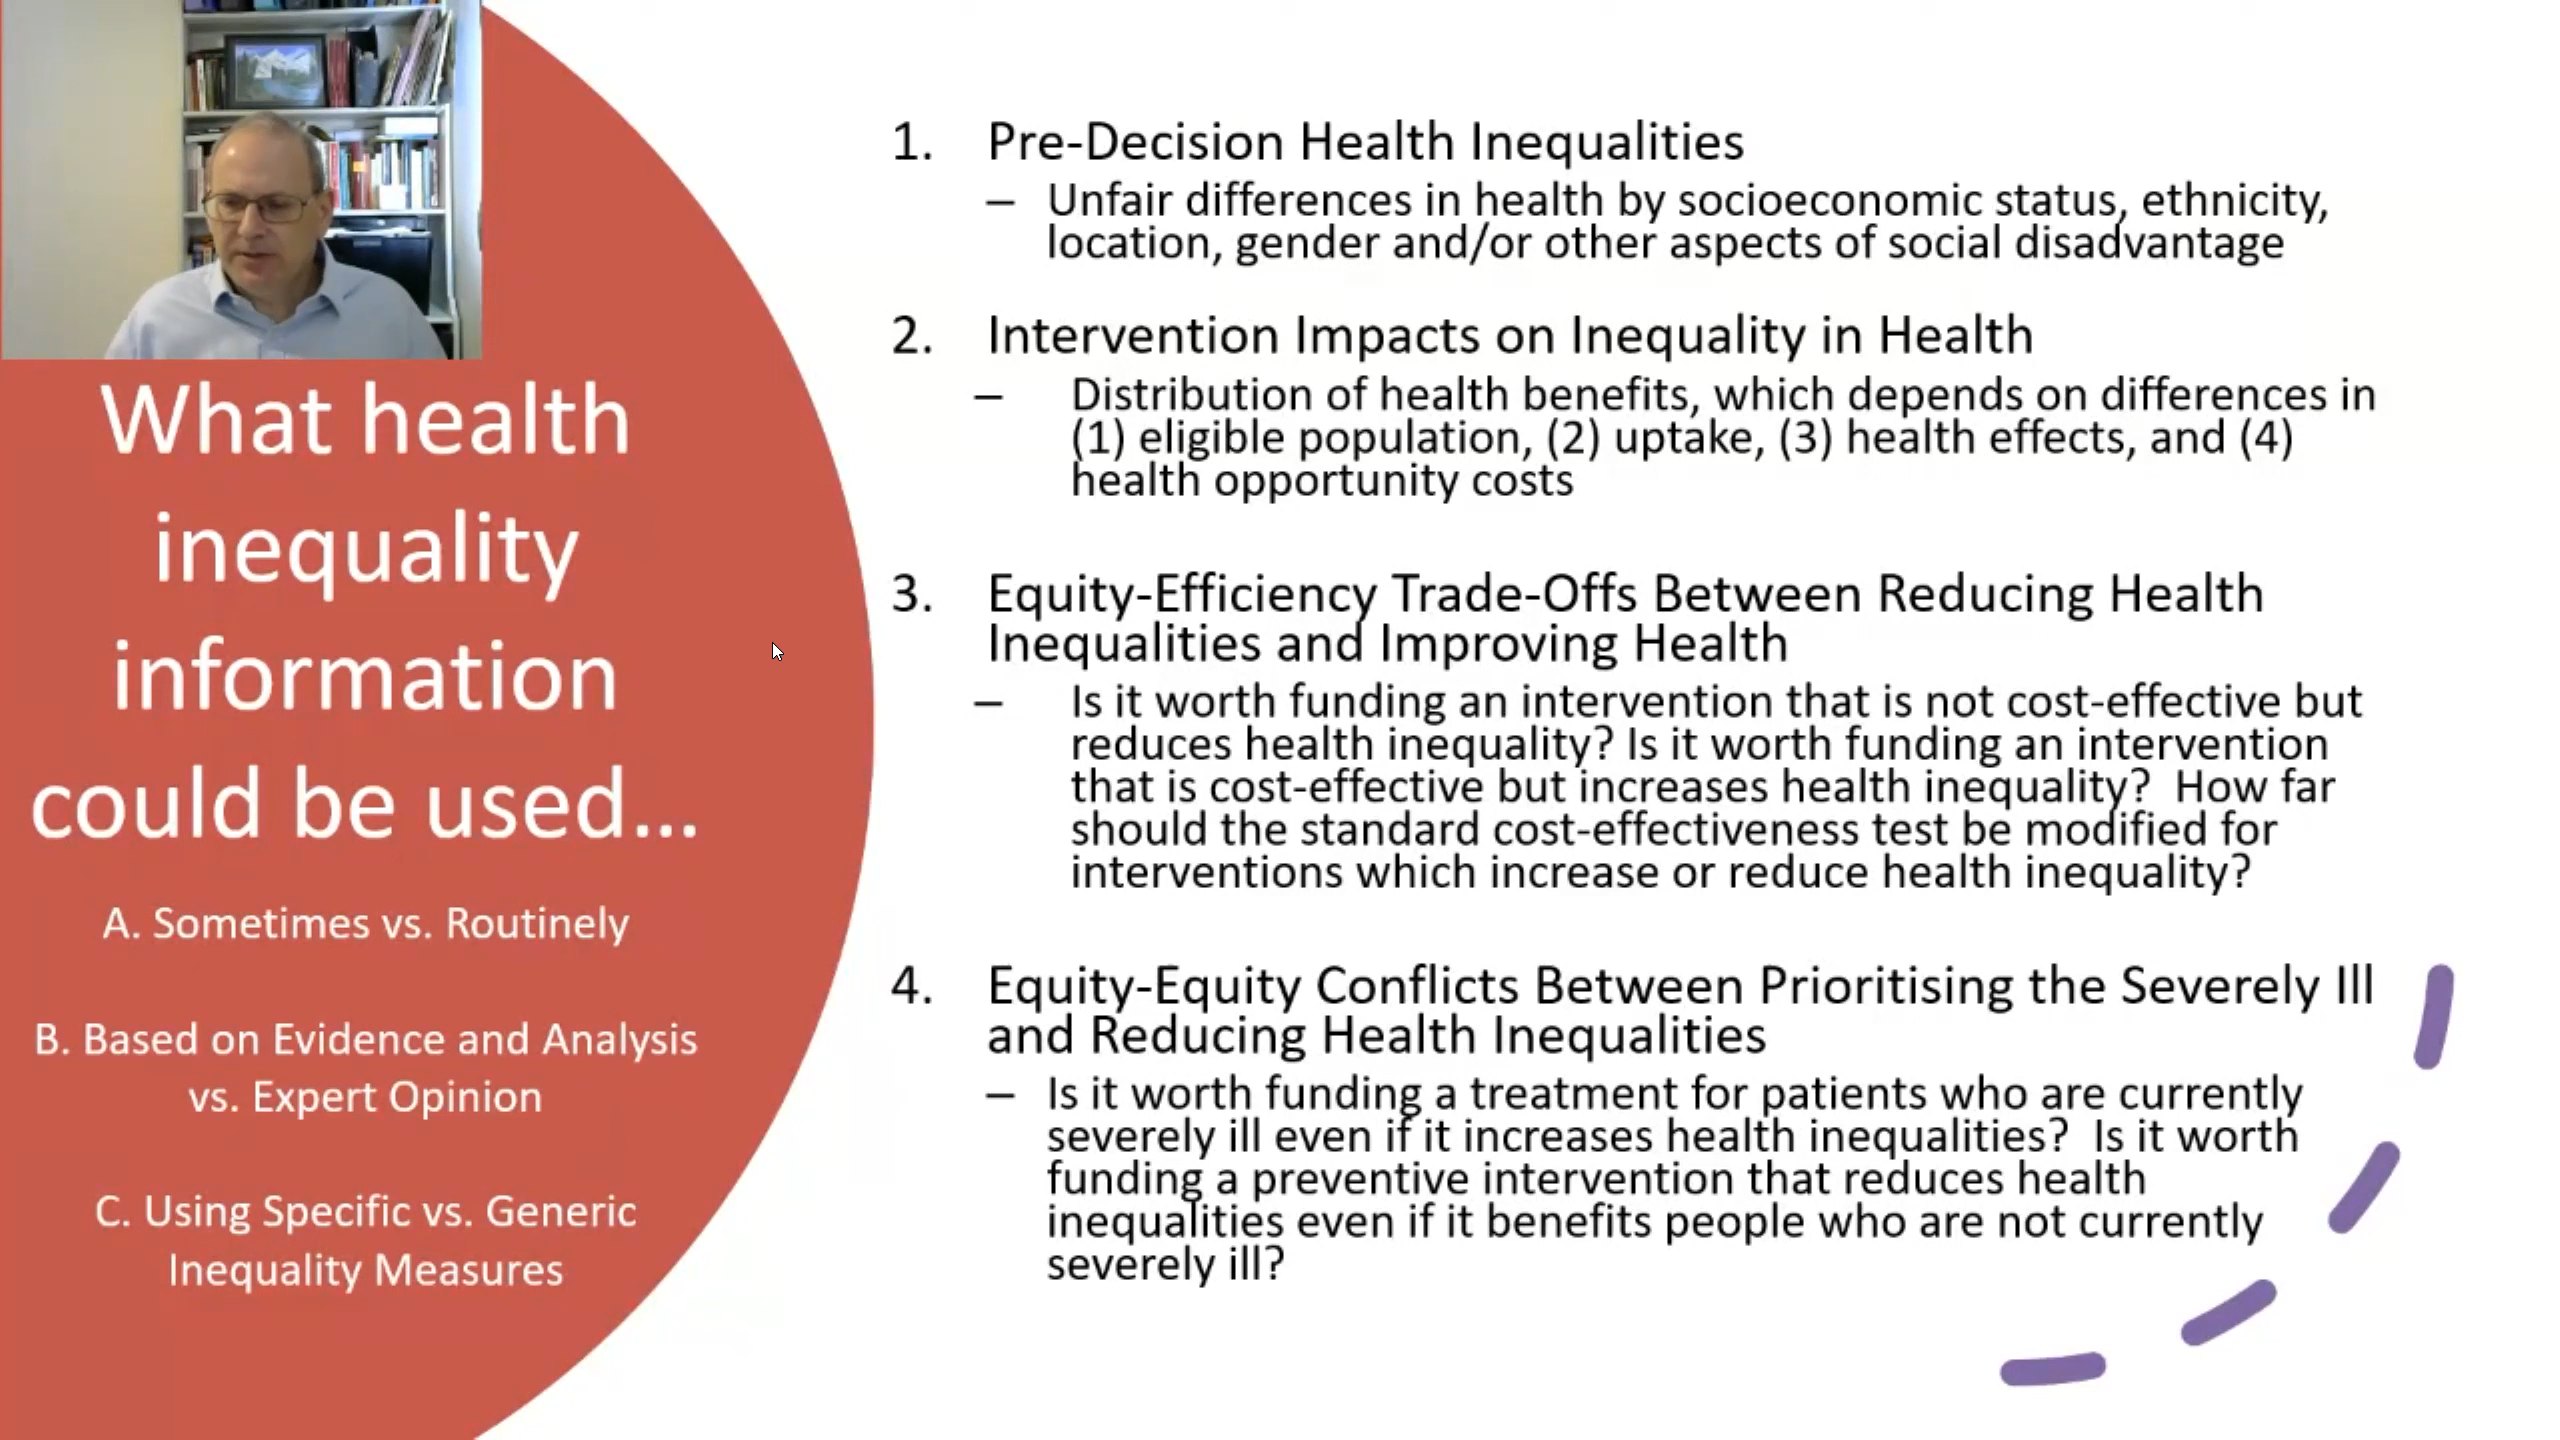 What health
inequality
information
could be used...
A. Sometimes vs. Routinely
B. Based on Evidence and Analysis
vs. Expert Opinion
C. Using Specific vs. Generic
Inequality Measures
1. Pre-Decision Health Inequalities
– Unfair differences in health by socioeconomic status, ethnicity,
location, gender and/or other aspects of social disadvantage
2. Intervention Impacts on Inequality in Health
– Distribution of health benefits, which depends on differences in
(1) eligible population, (2) uptake, (3) health effects, and (4)
health opportunity costs
3. Equity-Efficiency Trade-Offs Between Reducing Health
Inequalities and Improving Health
– Is it worth funding an intervention that is not cost-effective but
reduces health inequality? Is it worth funding an intervention
that is cost-effective but increases health inequality?  How far
should the standard cost-effectiveness test be modified for
interventions which increase or reduce health inequality?
4. Equity-Equity Conflicts Between Prioritising the Severely Ill
and Reducing Health Inequalities
– Is it worth funding a treatment for patients who are currently
severely ill even if it increases health inequalities?  Is it worth
funding a preventive intervention that reduces health
inequalities even if it benefits people who are not currently
severely ill?